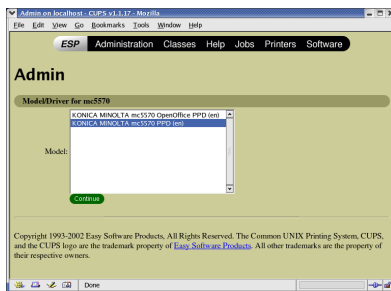 Admin on localhost - CUPS v1.1.17 - Mozilla
File Edit View Go Bookmarks Tools Window Help
ESP Administration Classes Help Jobs Printers Software
Admin
Model/Driver for mc5570
KONICA MINOLTA mc5570 OpenOffice PPD (en)
KONICA MINOLTA mc5570 PPD (en)
Model:
Continue
Copyright 1993-2002 Easy Software Products, All Rights Reserved. The Common UNIX Printing System, CUPS,
and the CUPS logo are the trademark property of Easy Software Products. All other trademarks are the property of
their respective owners.
Done